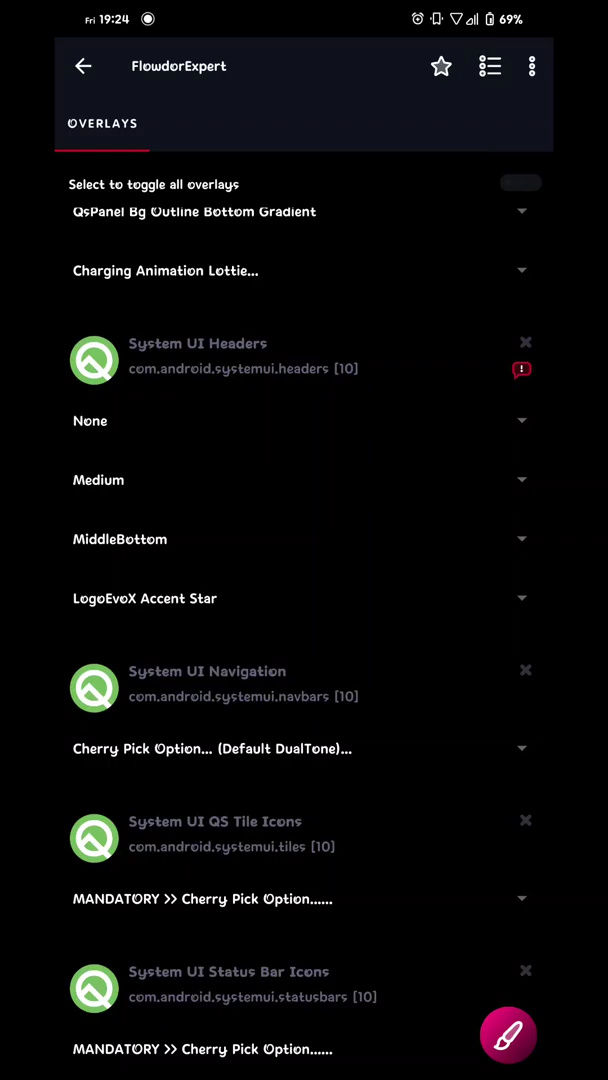 Fri 19:24
69%
FlowdorExpert
OVERLAYS
Select to toggle all overlays
QsPanel Bg Outline Bottom Gradient
Charging Animation Lottie...
System UI Headers
com.android.systemui.headers [10]
None
Medium
MiddleBottom
LogoEvoX Accent Star
System UI Navigation
com.android.systemui.navbars [10]
Cherry Pick Option... (Default DualTone)...
System UI QS Tile Icons
com.android.systemui.tiles [10]
MANDATORY >> Cherry Pick Option......
System UI Status Bar Icons
com.android.systemui.statusbars [10]
MANDATORY >> Cherry Pick Option......